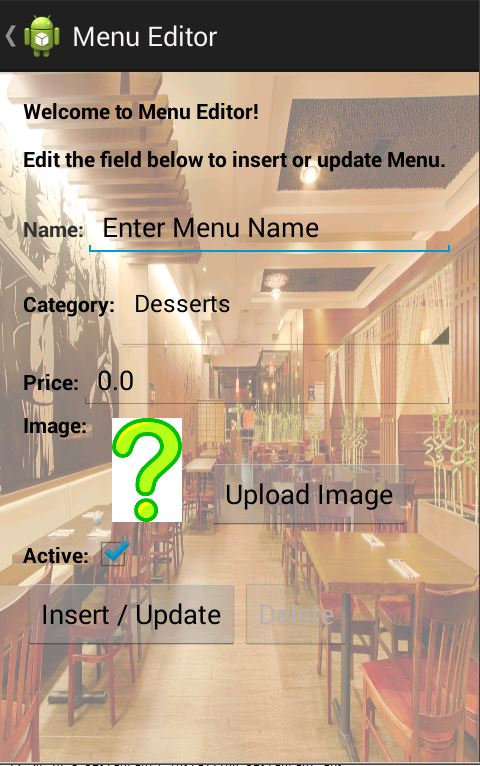 Menu Editor
Welcome to Menu Editor!
Edit the field below to insert or update Menu.
Name: Enter Menu Name
Category: Desserts
Price: 0.0
Image:
Upload Image
Active:
Insert / Update Delete